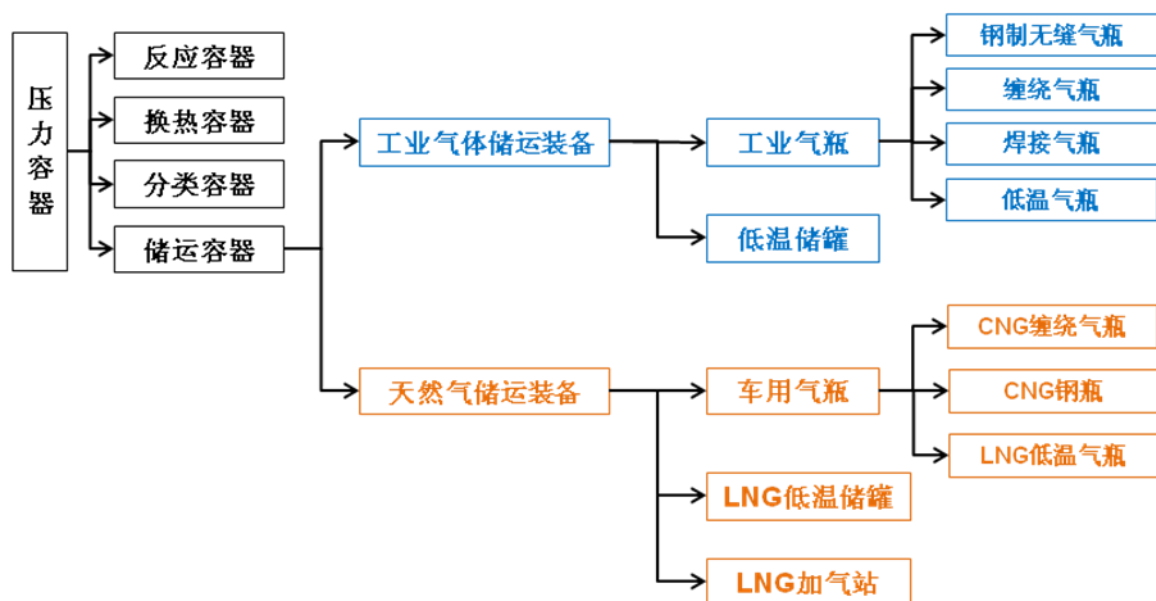 压力容器
反应容器
换热容器
分类容器
储运容器
工业气体储运装备
天然气储运装备
工业气瓶
低温储罐
车用气瓶
LNG低温储罐
LNG加气站
钢制无缝气瓶
缠绕气瓶
焊接气瓶
低温气瓶
CNG缠绕气瓶
CNG钢瓶
LNG低温气瓶